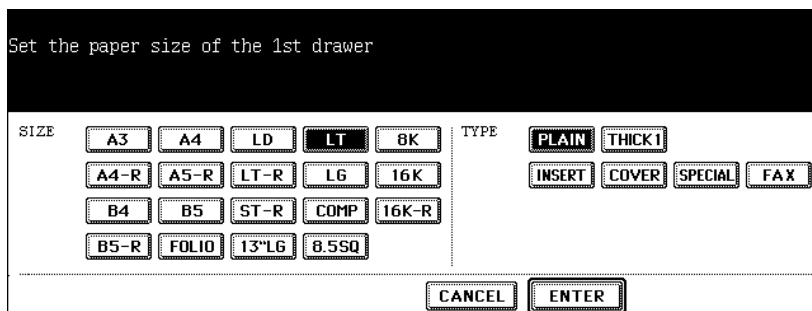 Set the paper size of the 1st drawer
SIZE A3 A4 LD LT 8K TYPE PLAIN THICK1
A4-R A5-R LT-R LG 16K INSERT COVER SPECIAL FAX
B4 B5 ST-R COMP 16K-R
B5-R FOLIO 13"LG 8.5SQ
CANCEL ENTER